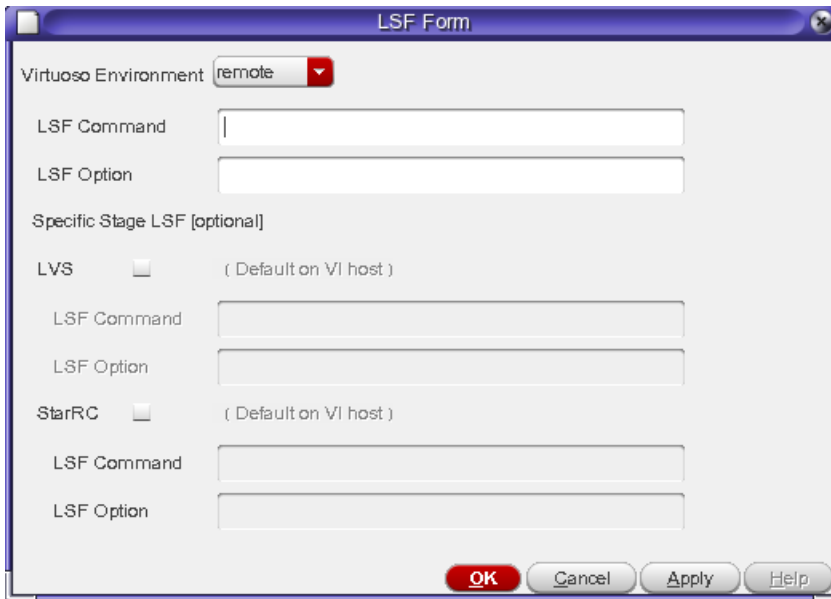 LSF Form
Virtuoso Environment remote
LSF Command
LSF Option
Specific Stage LSF [optional]
LVS ( Default on VI host )
LSF Command
LSF Option
StarRC ( Default on VI host )
LSF Command
LSF Option
OK Cancel Apply Help